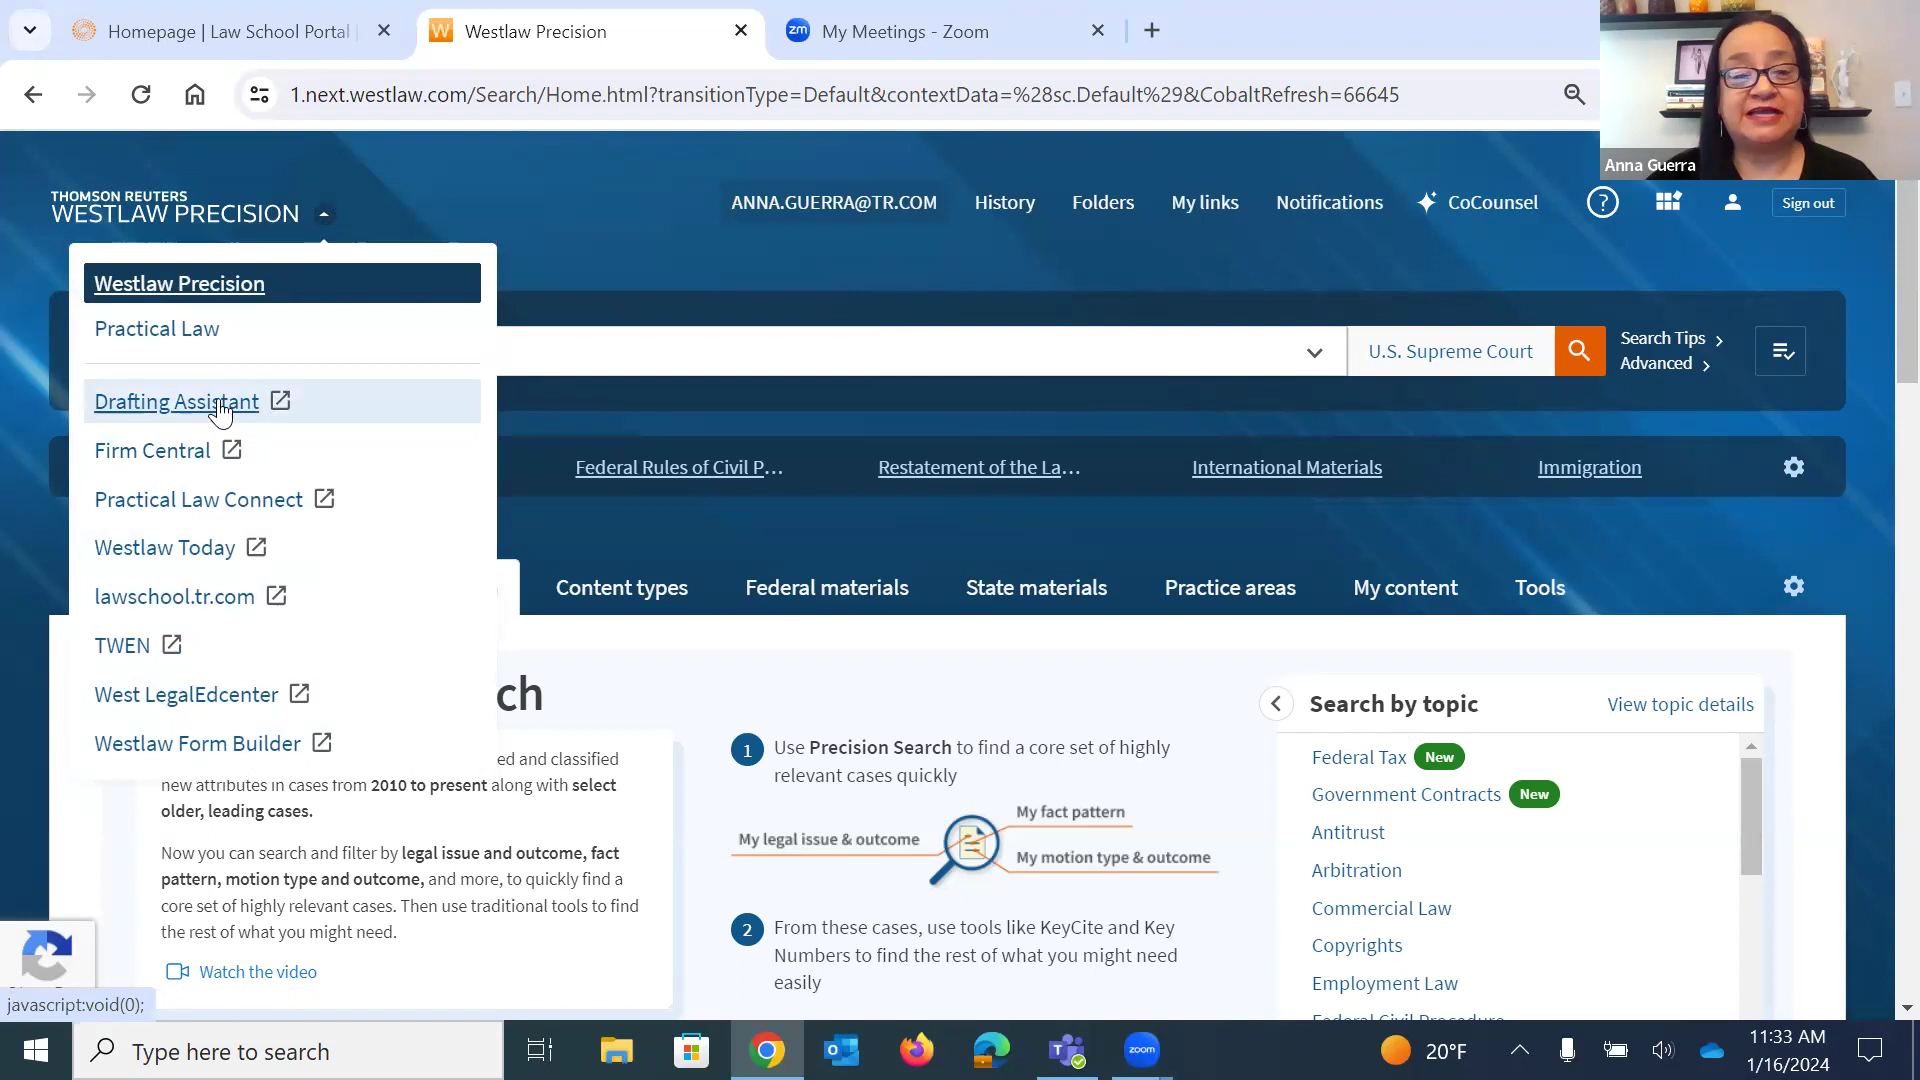 Homepage | Law School Portal
Westlaw Precision
zm My Meetings - Zoom
1.next.westlaw.com/Search/Home.html?transitionType=Default&contextData=%28sc.Default%29&CobaltRefresh=66645
Anna Guerra
THOMSON REUTERS
WESTLAW PRECISION
ANNA.GUERRA@TR.COM
History
Folders
My links
Notifications
CoCounsel
?
Sign out
Westlaw Precision
Practical Law
Drafting Assistant
Firm Central
Practical Law Connect
Westlaw Today
lawschool.tr.com
TWEN
West LegalEdcenter
Westlaw Form Builder
U.S. Supreme Court
Search Tips
Advanced
Federal Rules of Civil P...
Restatement of the La...
International Materials
Immigration
Content types
Federal materials
State materials
Practice areas
My content
Tools
ch
ed and classified
new attributes in cases from 2010 to present along with select
older, leading cases.
Now you can search and filter by legal issue and outcome, fact
pattern, motion type and outcome, and more, to quickly find a
core set of highly relevant cases. Then use traditional tools to find
the rest of what you might need.
Watch the video
1 Use Precision Search to find a core set of highly
relevant cases quickly
My fact pattern
My legal issue & outcome
My motion type & outcome
2 From these cases, use tools like KeyCite and Key
Numbers to find the rest of what you might need
easily
Search by topic
View topic details
Federal Tax New
Government Contracts New
Antitrust
Arbitration
Commercial Law
Copyrights
Employment Law
Federal Civil Procedure
javascript:void(0);
Type here to search
zoom
20°F
11:33 AM
1/16/2024